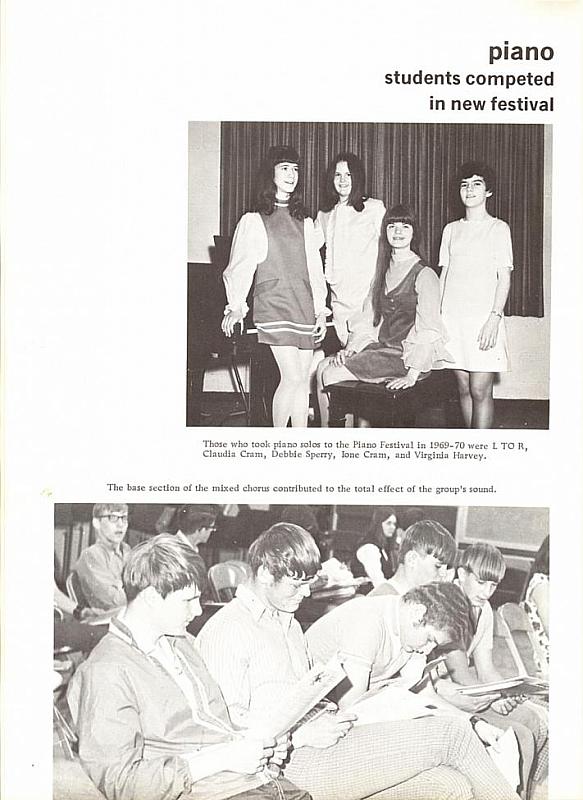 piano
students competed
in new festival
Those who took piano solos to the Piano Festival in 1969-70 were L TO R,
Claudia Cram, Debbie Sperry, Ione Cram, and Virginia Harvey.
The base section of the mixed chorus contributed to the total effect of the group's sound.